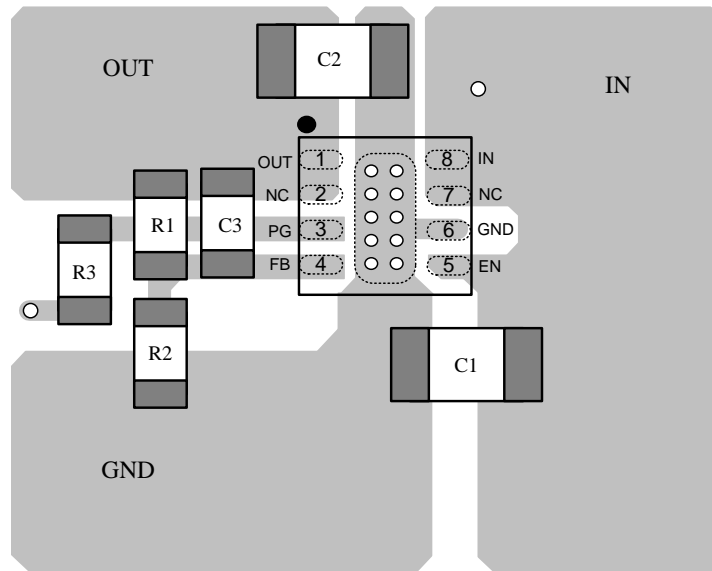 C2
OUT
IN
OUT 1 8 IN
NC 2 7 NC
R1 C3 PG 3 6 GND
R3 FB 4 5 EN
R2
C1
GND